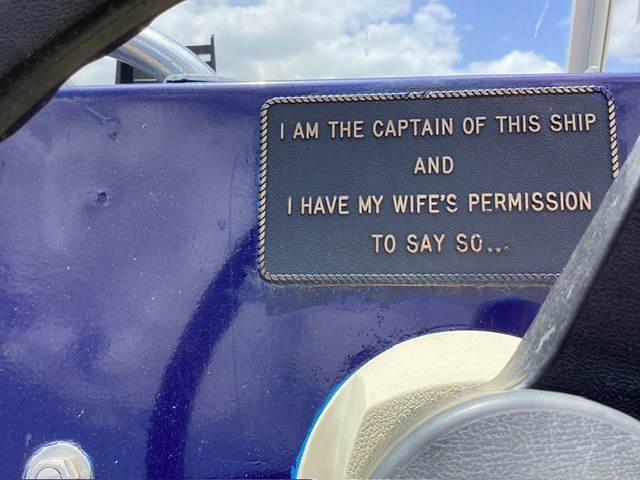 I AM THE CAPTAIN OF THIS SHIP
AND
I HAVE MY WIFE'S PERMISSION
TO SAY SO...